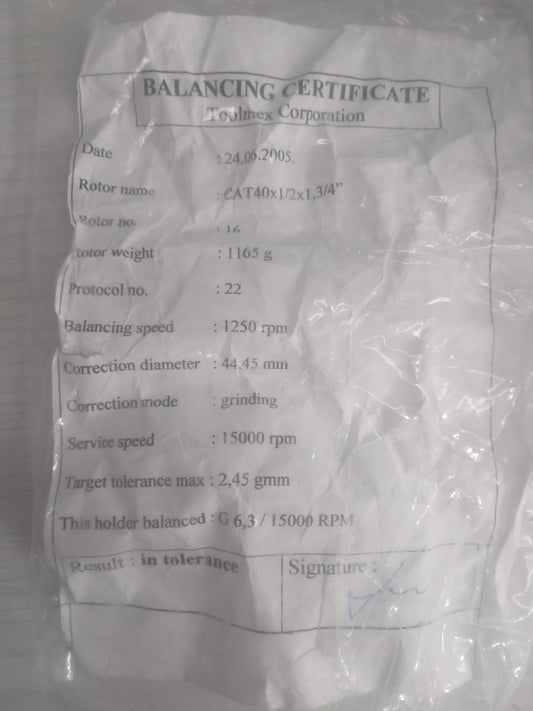 BALANCING CERTIFICATE
Toolmex Corporation
Date : 24.06.2005.
Rotor name : CAT40x1/2x1,3/4”
Rotor no. : 16
Rotor weight : 1165 g
Protocol no. : 22
Balancing speed : 1250 rpm
Correction diameter : 44,45 mm
Correction mode : grinding
Service speed : 15000 rpm
Target tolerance max : 2,45 gmm
This holder balanced : G 6,3 / 15000 RPM
Result : in tolerance
Signature :